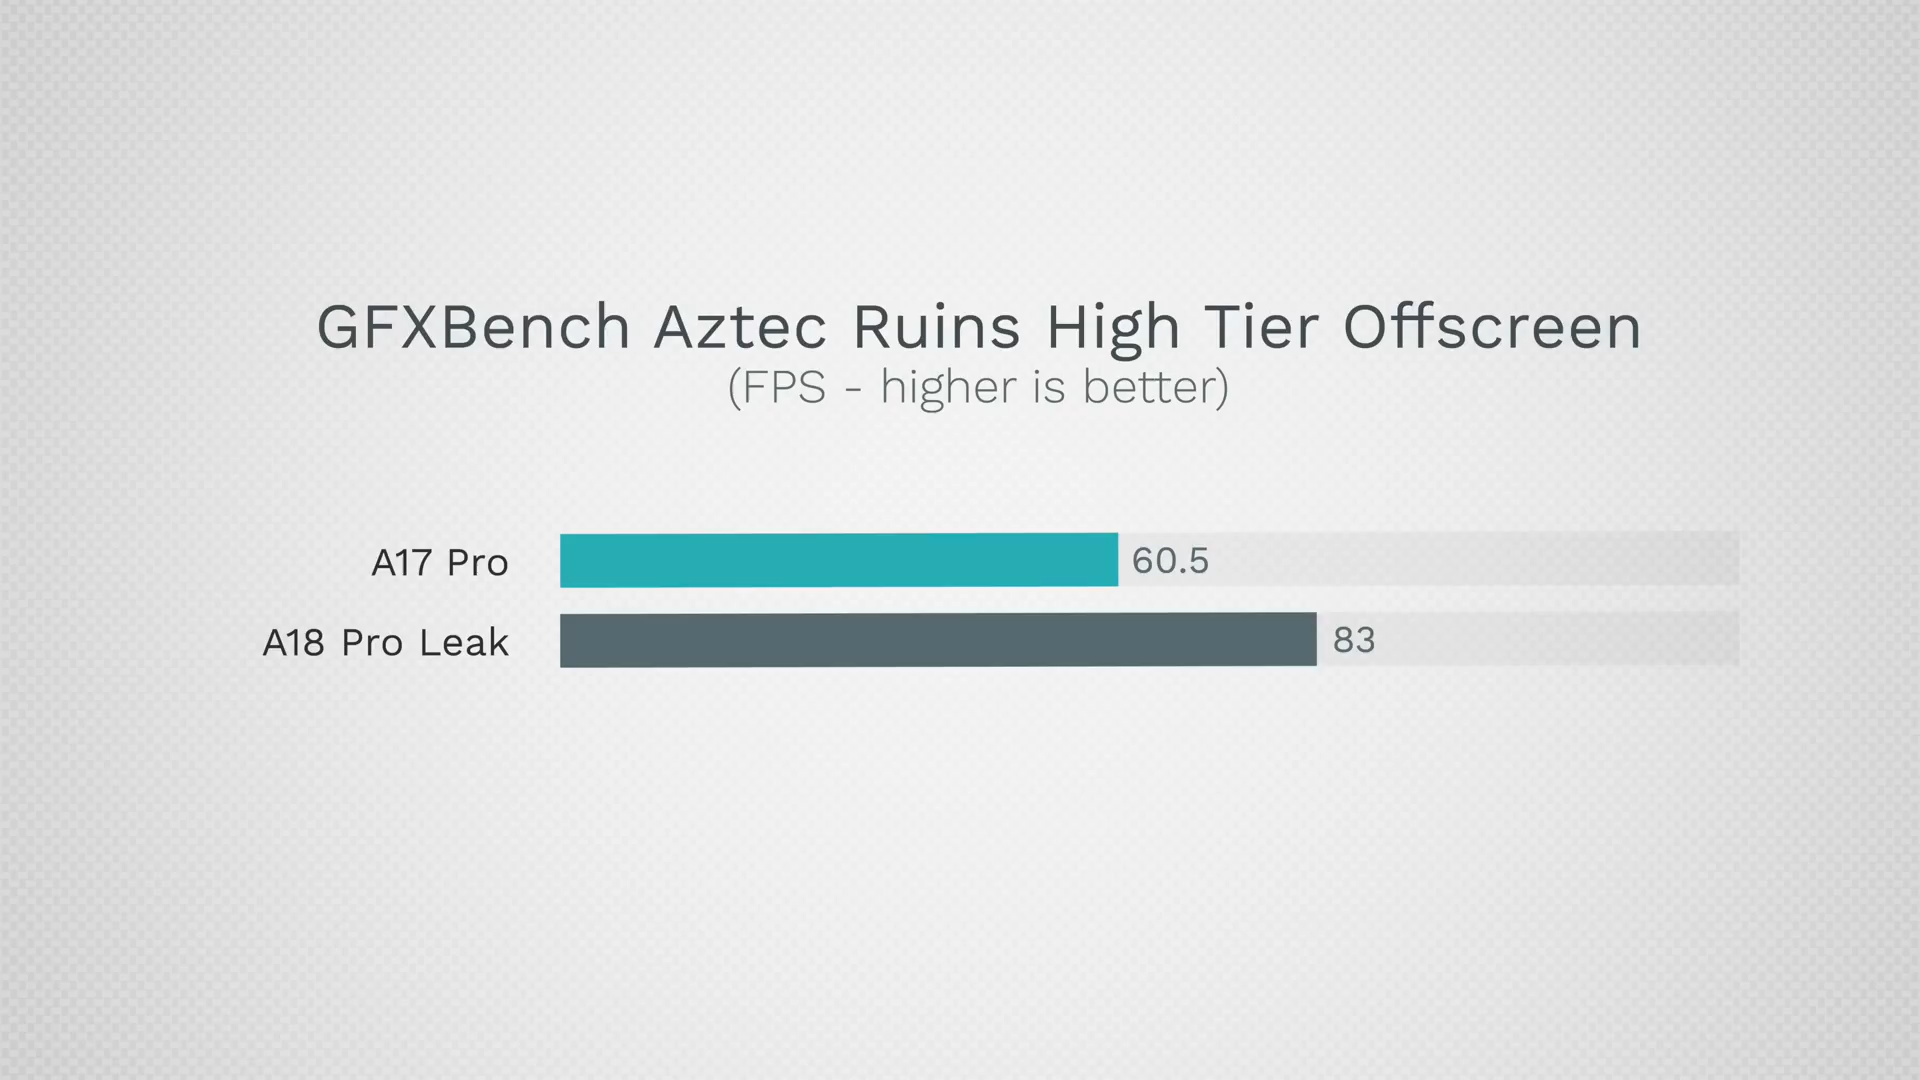 GFXBench Aztec Ruins High Tier Offscreen
(FPS - higher is better)
A17 Pro 60.5
A18 Pro Leak 83